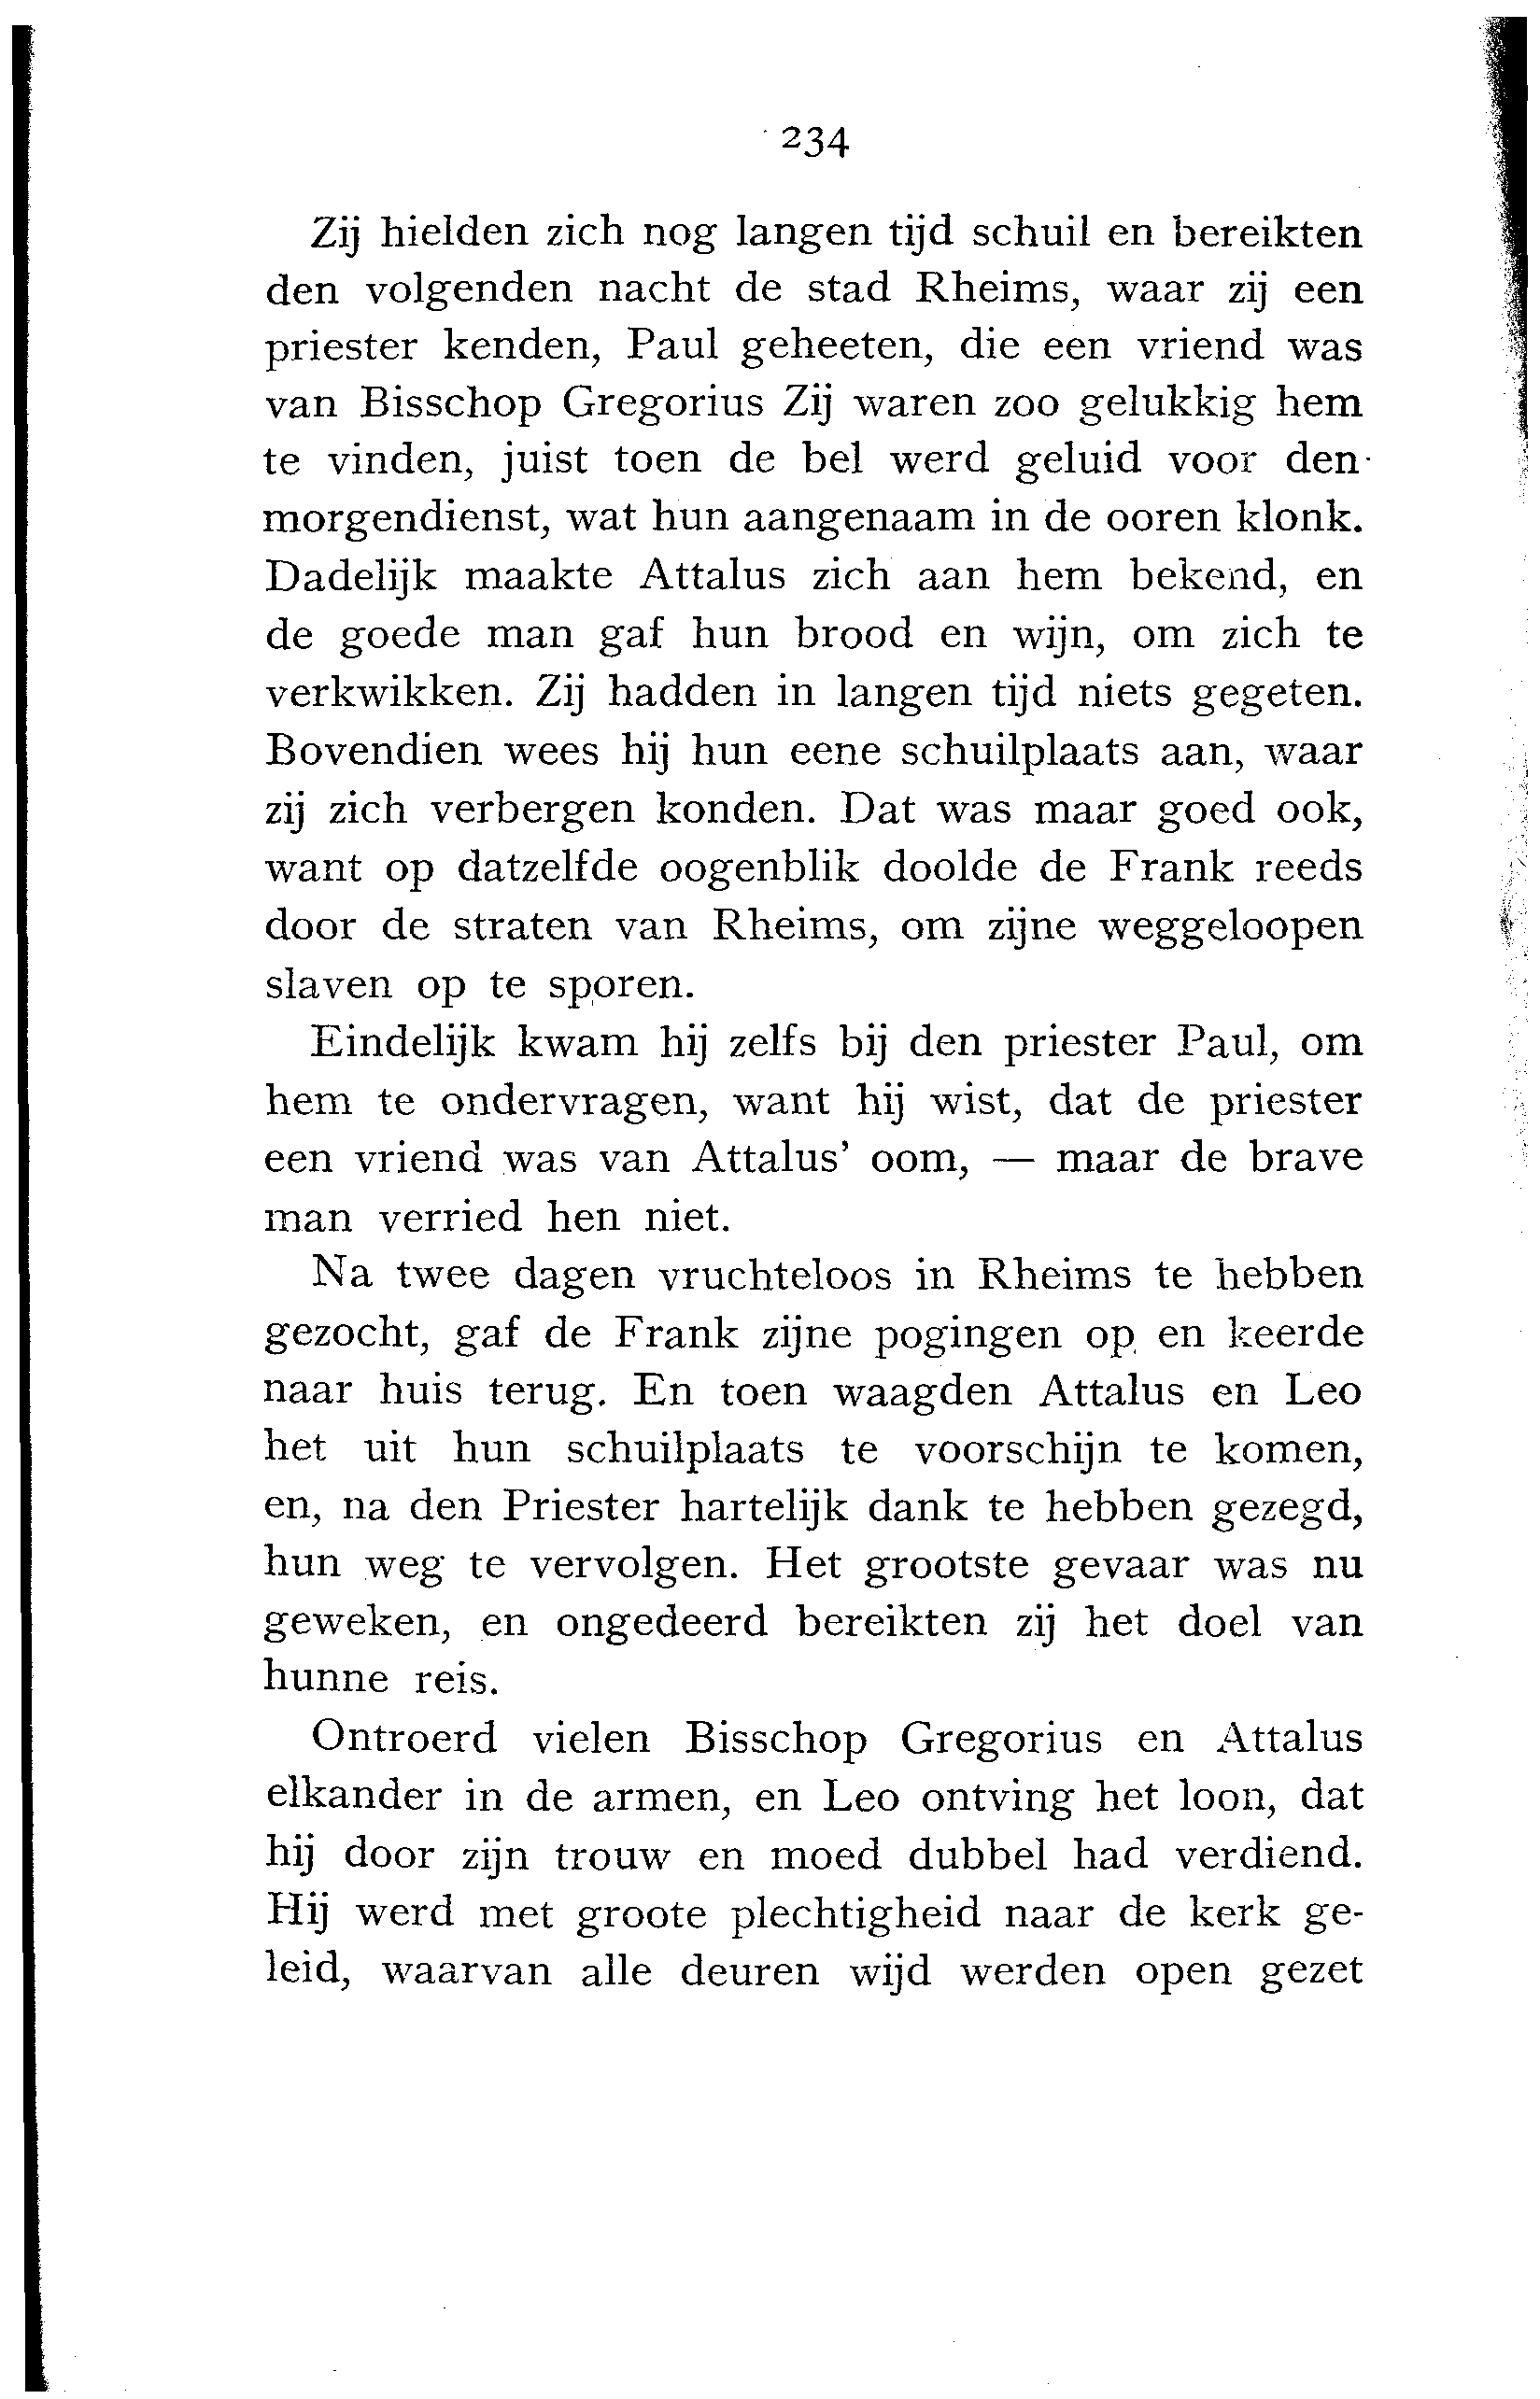 234
Zij hielden zich nog langen tijd schuil en bereikten
den volgenden nacht de stad Rheims, waar zij een
priester kenden, Paul geheeten, die een vriend was
van Bisschop Gregorius Zij waren zoo gelukkig hem
te vinden, juist toen de bel werd geluid voor den
morgendienst, wat hun aangenaam in de ooren klonk.
Dadelijk maakte Attalus zich aan hem bekend, en
de goede man gaf hun brood en wijn, om zich te
verkwikken. Zij hadden in langen tijd niets gegeten.
Bovendien wees hij hun eene schuilplaats aan, waar
zij zich verbergen konden. Dat was maar goed ook,
want op datzelfde oogenblik doolde de Frank reeds
door de straten van Rheims, om zijne weggeloopen
slaven op te sporen.
Eindelijk kwam hij zelfs bij den priester Paul, om
hem te ondervragen, want hij wist, dat de priester
een vriend was van Attalus' oom, — maar de brave
man verried hen niet.
Na twee dagen vruchteloos in Rheims te hebben
gezocht, gaf de Frank zijne pogingen op en keerde
naar huis terug. En toen waagden Attalus en Leo
het uit hun schuilplaats te voorschijn te komen,
en, na den Priester hartelijk dank te hebben gezegd,
hun weg te vervolgen. Het grootste gevaar was nu
geweken, en ongedeerd bereikten zij het doel van
hunne reis.
Ontroerd vielen Bisschop Gregorius en Attalus
elkander in de armen, en Leo ontving het loon, dat
hij door zijn trouw en moed dubbel had verdiend.
Hij werd met groote plechtigheid naar de kerk ge-
leid, waarvan alle deuren wijd werden open gezet